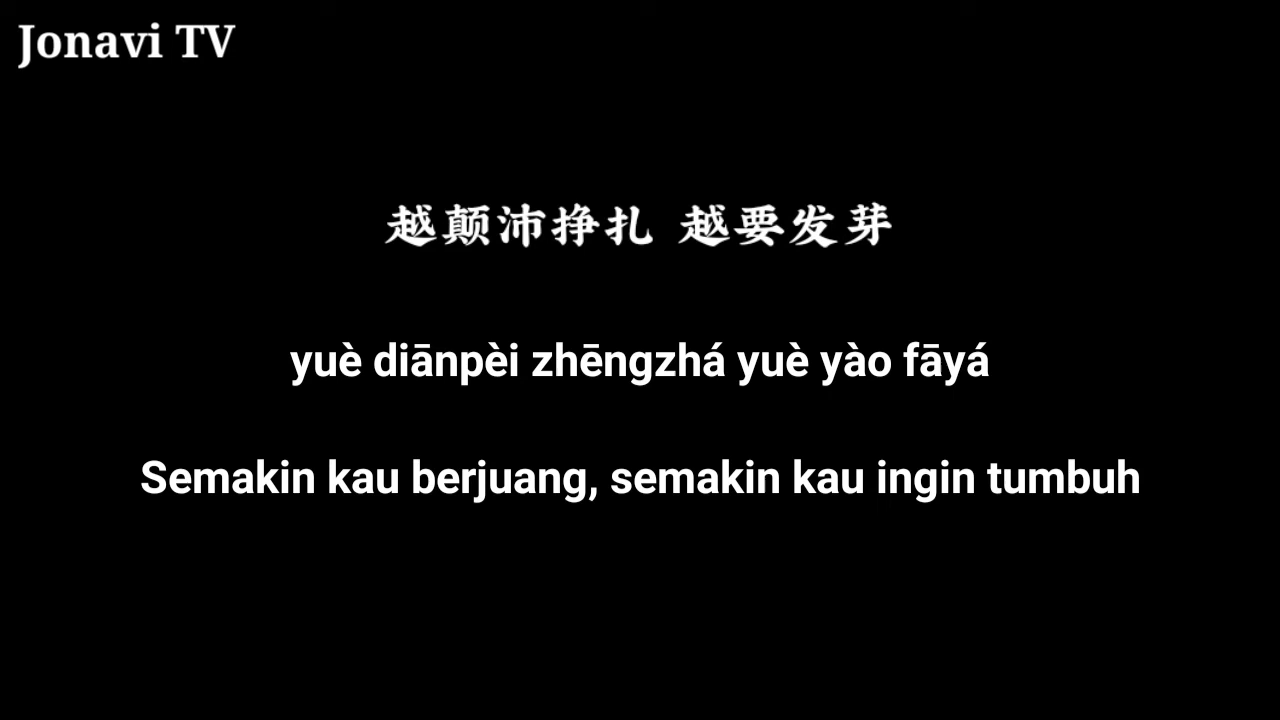 Jonavi TV
越颠沛挣扎 越要发芽
yuè diānpèi zhēngzhá yuè yào fāyá
Semakin kau berjuang, semakin kau ingin tumbuh